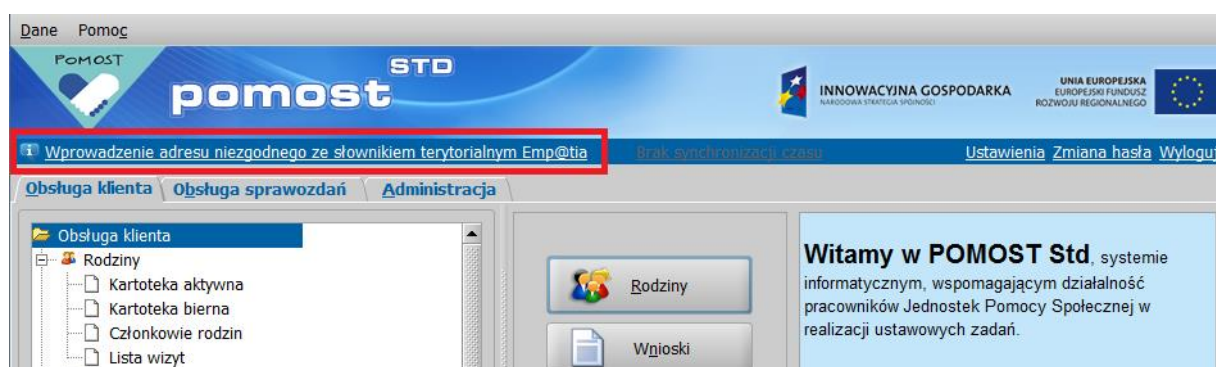 Dane Pomoc
POMOST
pomost STD
INNOWACYJNA GOSPODARKA
NARODOWA STRATEGIA SPÓJNOŚCI
UNIA EUROPEJSKA
EUROPEJSKI FUNDUSZ
ROZWOJU REGIONALNEGO
Wprowadzenie adresu niezgodnego ze słownikiem terytorialnym Emp@tia Brak synchronizacji czasu Ustawienia Zmiana hasła Wyloguj
Obsługa klienta Obsługa sprawozdań Administracja
Obsługa klienta
Rodziny
Kartoteka aktywna
Kartoteka bierna
Członkowie rodzin
Lista wizyt
Rodziny
Wnioski
Witamy w POMOST Std, systemie
informatycznym, wspomagającym działalność
pracowników Jednostek Pomocy Społecznej w
realizacji ustawowych zadań.